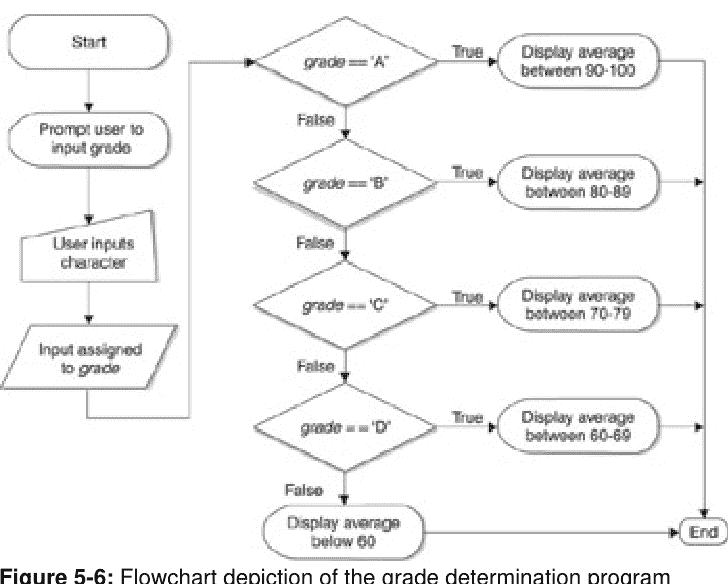 Start
Prompt user to
input grade
User inputs
character
Input assigned
to grade
grade == 'A'
True
Display average
between 90-100
False
grade == 'B'
True
Display average
between 80-89
False
grade == 'C'
True
Display average
between 70-79
False
grade == 'D'
True
Display average
between 60-69
False
Display average
below 60
End
Figure 5-6: Flowchart depiction of the grade determination program